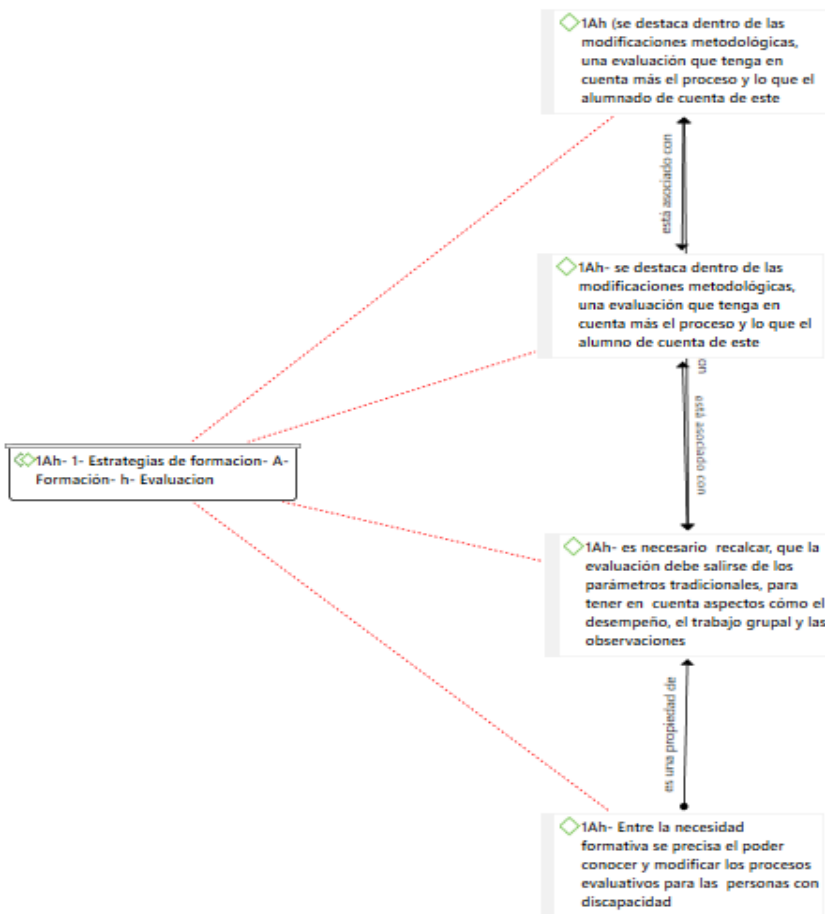 1Ah (se destaca dentro de las
modificaciones metodológicas,
una evaluación que tenga en
cuenta más el proceso y lo que el
alumnado de cuenta de este
está asociado con
1Ah- se destaca dentro de las
modificaciones metodológicas,
una evaluación que tenga en
cuenta más el proceso y lo que el
alumno de cuenta de este
on
está asociado con
1Ah- 1- Estrategias de formacion- A-
Formación- h- Evaluacion
1Ah- es necesario recalcar, que la
evaluación debe salirse de los
parámetros tradicionales, para
tener en cuenta aspectos cómo el
desempeño, el trabajo grupal y las
observaciones
es una propiedad de
1Ah- Entre la necesidad
formativa se precisa el poder
conocer y modificar los procesos
evaluativos para las personas con
discapacidad